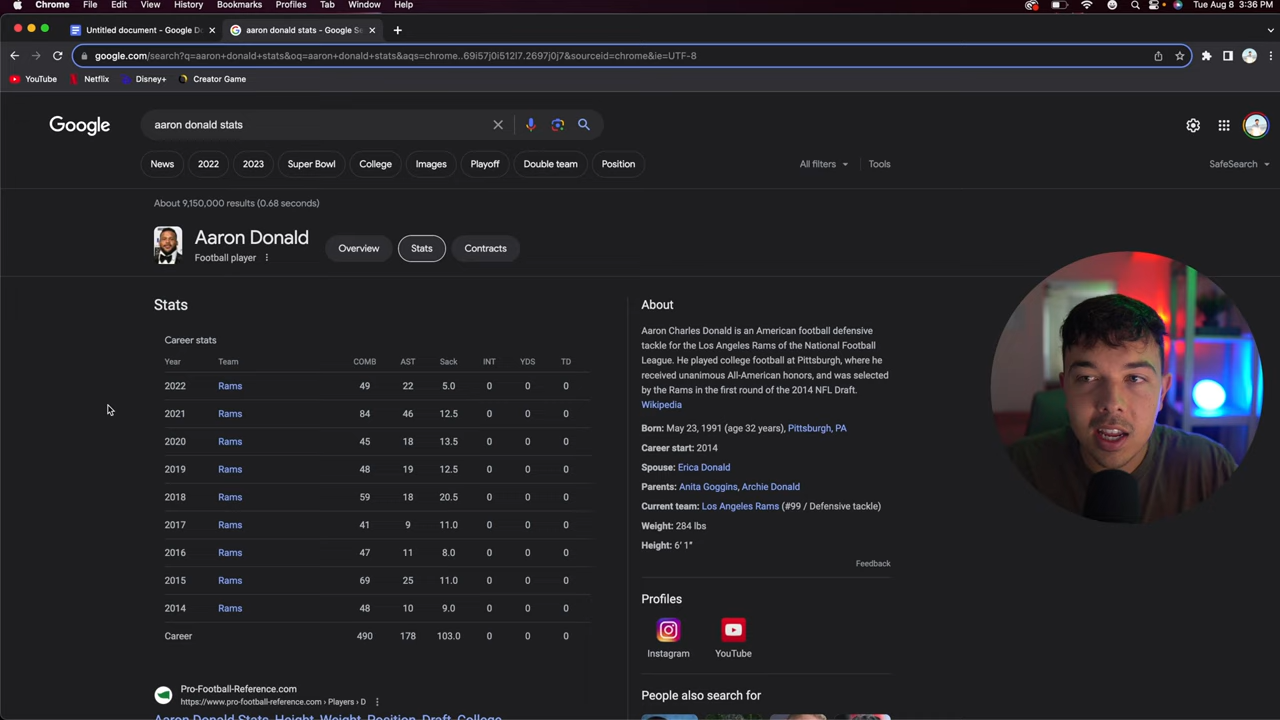 Chrome File Edit View History Bookmarks Profiles Tab Window Help Tue Aug 8 3:36 PM
Untitled document - Google D
aaron donald stats - Google Se
google.com/search?q=aaron+donald+stats&oq=aaron+donald+stats&aqs=chrome..69i57j0i512l7.2697j0j7&sourceid=chrome&ie=UTF-8
YouTube Netflix Disney+ Creator Game
Google aaron donald stats
News 2022 2023 Super Bowl College Images Playoff Double team Position All filters Tools SafeSearch
About 9,150,000 results (0.68 seconds)
Aaron Donald
Football player
Overview Stats Contracts
Stats
Career stats
Year Team COMB AST Sack INT YDS TD
2022 Rams 49 22 5.0 0 0 0
2021 Rams 84 46 12.5 0 0 0
2020 Rams 45 18 13.5 0 0 0
2019 Rams 48 19 12.5 0 0 0
2018 Rams 59 18 20.5 0 0 0
2017 Rams 41 9 11.0 0 0 0
2016 Rams 47 11 8.0 0 0 0
2015 Rams 69 25 11.0 0 0 0
2014 Rams 48 10 9.0 0 0 0
Career 490 178 103.0 0 0 0
Pro-Football-Reference.com
https://www.pro-football-reference.com › Players › D
Aaron Donald Stats, Height, Weight, Position, Draft, College
About
Aaron Charles Donald is an American football defensive
tackle for the Los Angeles Rams of the National Football
League. He played college football at Pittsburgh, where he
received unanimous All-American honors, and was selected
by the Rams in the first round of the 2014 NFL Draft.
Wikipedia
Born: May 23, 1991 (age 32 years), Pittsburgh, PA
Career start: 2014
Spouse: Erica Donald
Parents: Anita Goggins, Archie Donald
Current team: Los Angeles Rams (#99 / Defensive tackle)
Weight: 284 lbs
Height: 6′ 1″
Feedback
Profiles
Instagram YouTube
People also search for